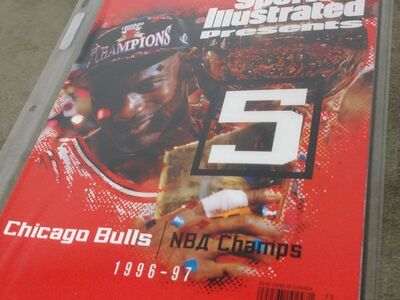 Sports Illustrated
Presents
CHAMPIONS
5
Chicago Bulls | NBA Champs
1996-97